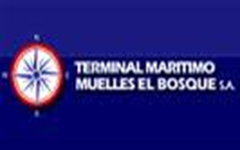 TERMINAL MARITIMO
MUELLES EL BOSQUE S.A.